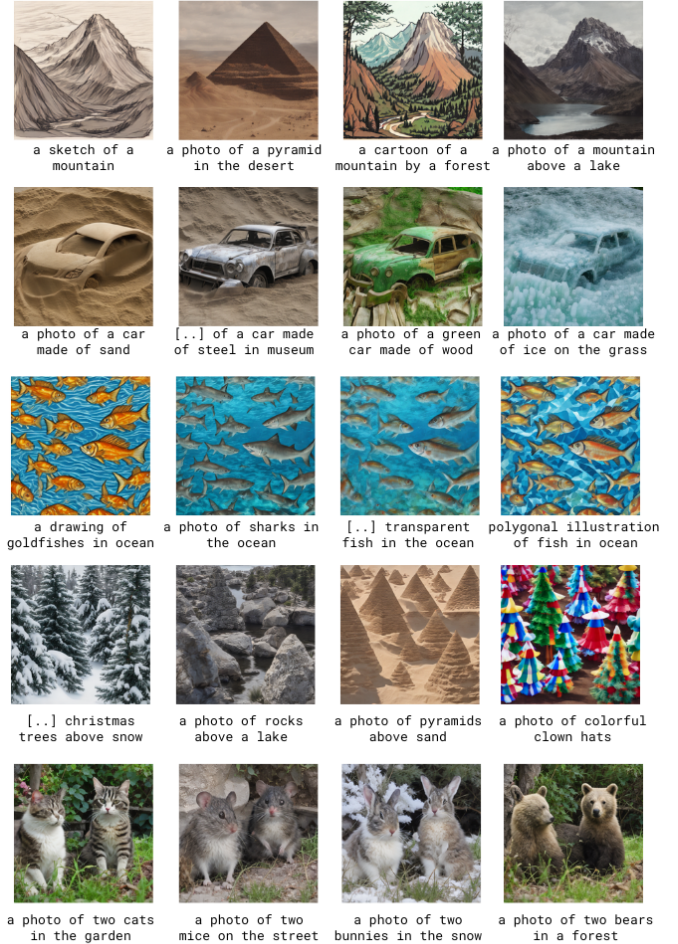 a sketch of a
mountain
a photo of a pyramid
in the desert
a cartoon of a
mountain by a forest
a photo of a mountain
above a lake
a photo of a car
made of sand
[..] of a car made
of steel in museum
a photo of a green
car made of wood
a photo of a car made
of ice on the grass
a drawing of
goldfishes in ocean
a photo of sharks in
the ocean
[..] transparent
fish in the ocean
polygonal illustration
of fish in ocean
[..] christmas
trees above snow
a photo of rocks
above a lake
a photo of pyramids
above sand
a photo of colorful
clown hats
a photo of two cats
in the garden
a photo of two
mice on the street
a photo of two
bunnies in the snow
a photo of two bears
in a forest